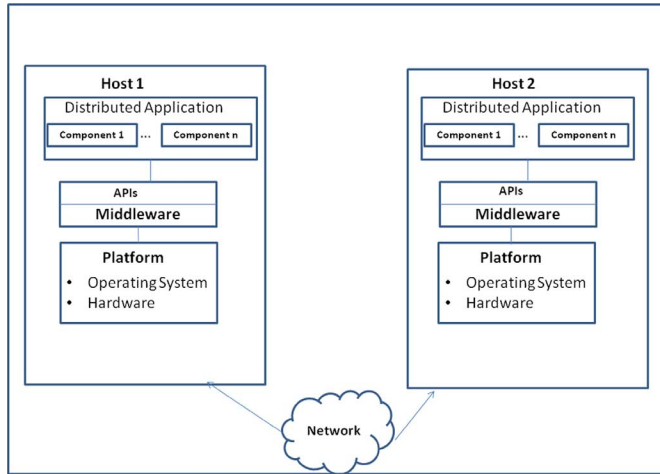 Host 1
Distributed Application
Component 1 ... Component n
APIs
Middleware
Platform
• Operating System
• Hardware
Host 2
Distributed Application
Component 1 ... Component n
APIs
Middleware
Platform
• Operating System
• Hardware
Network